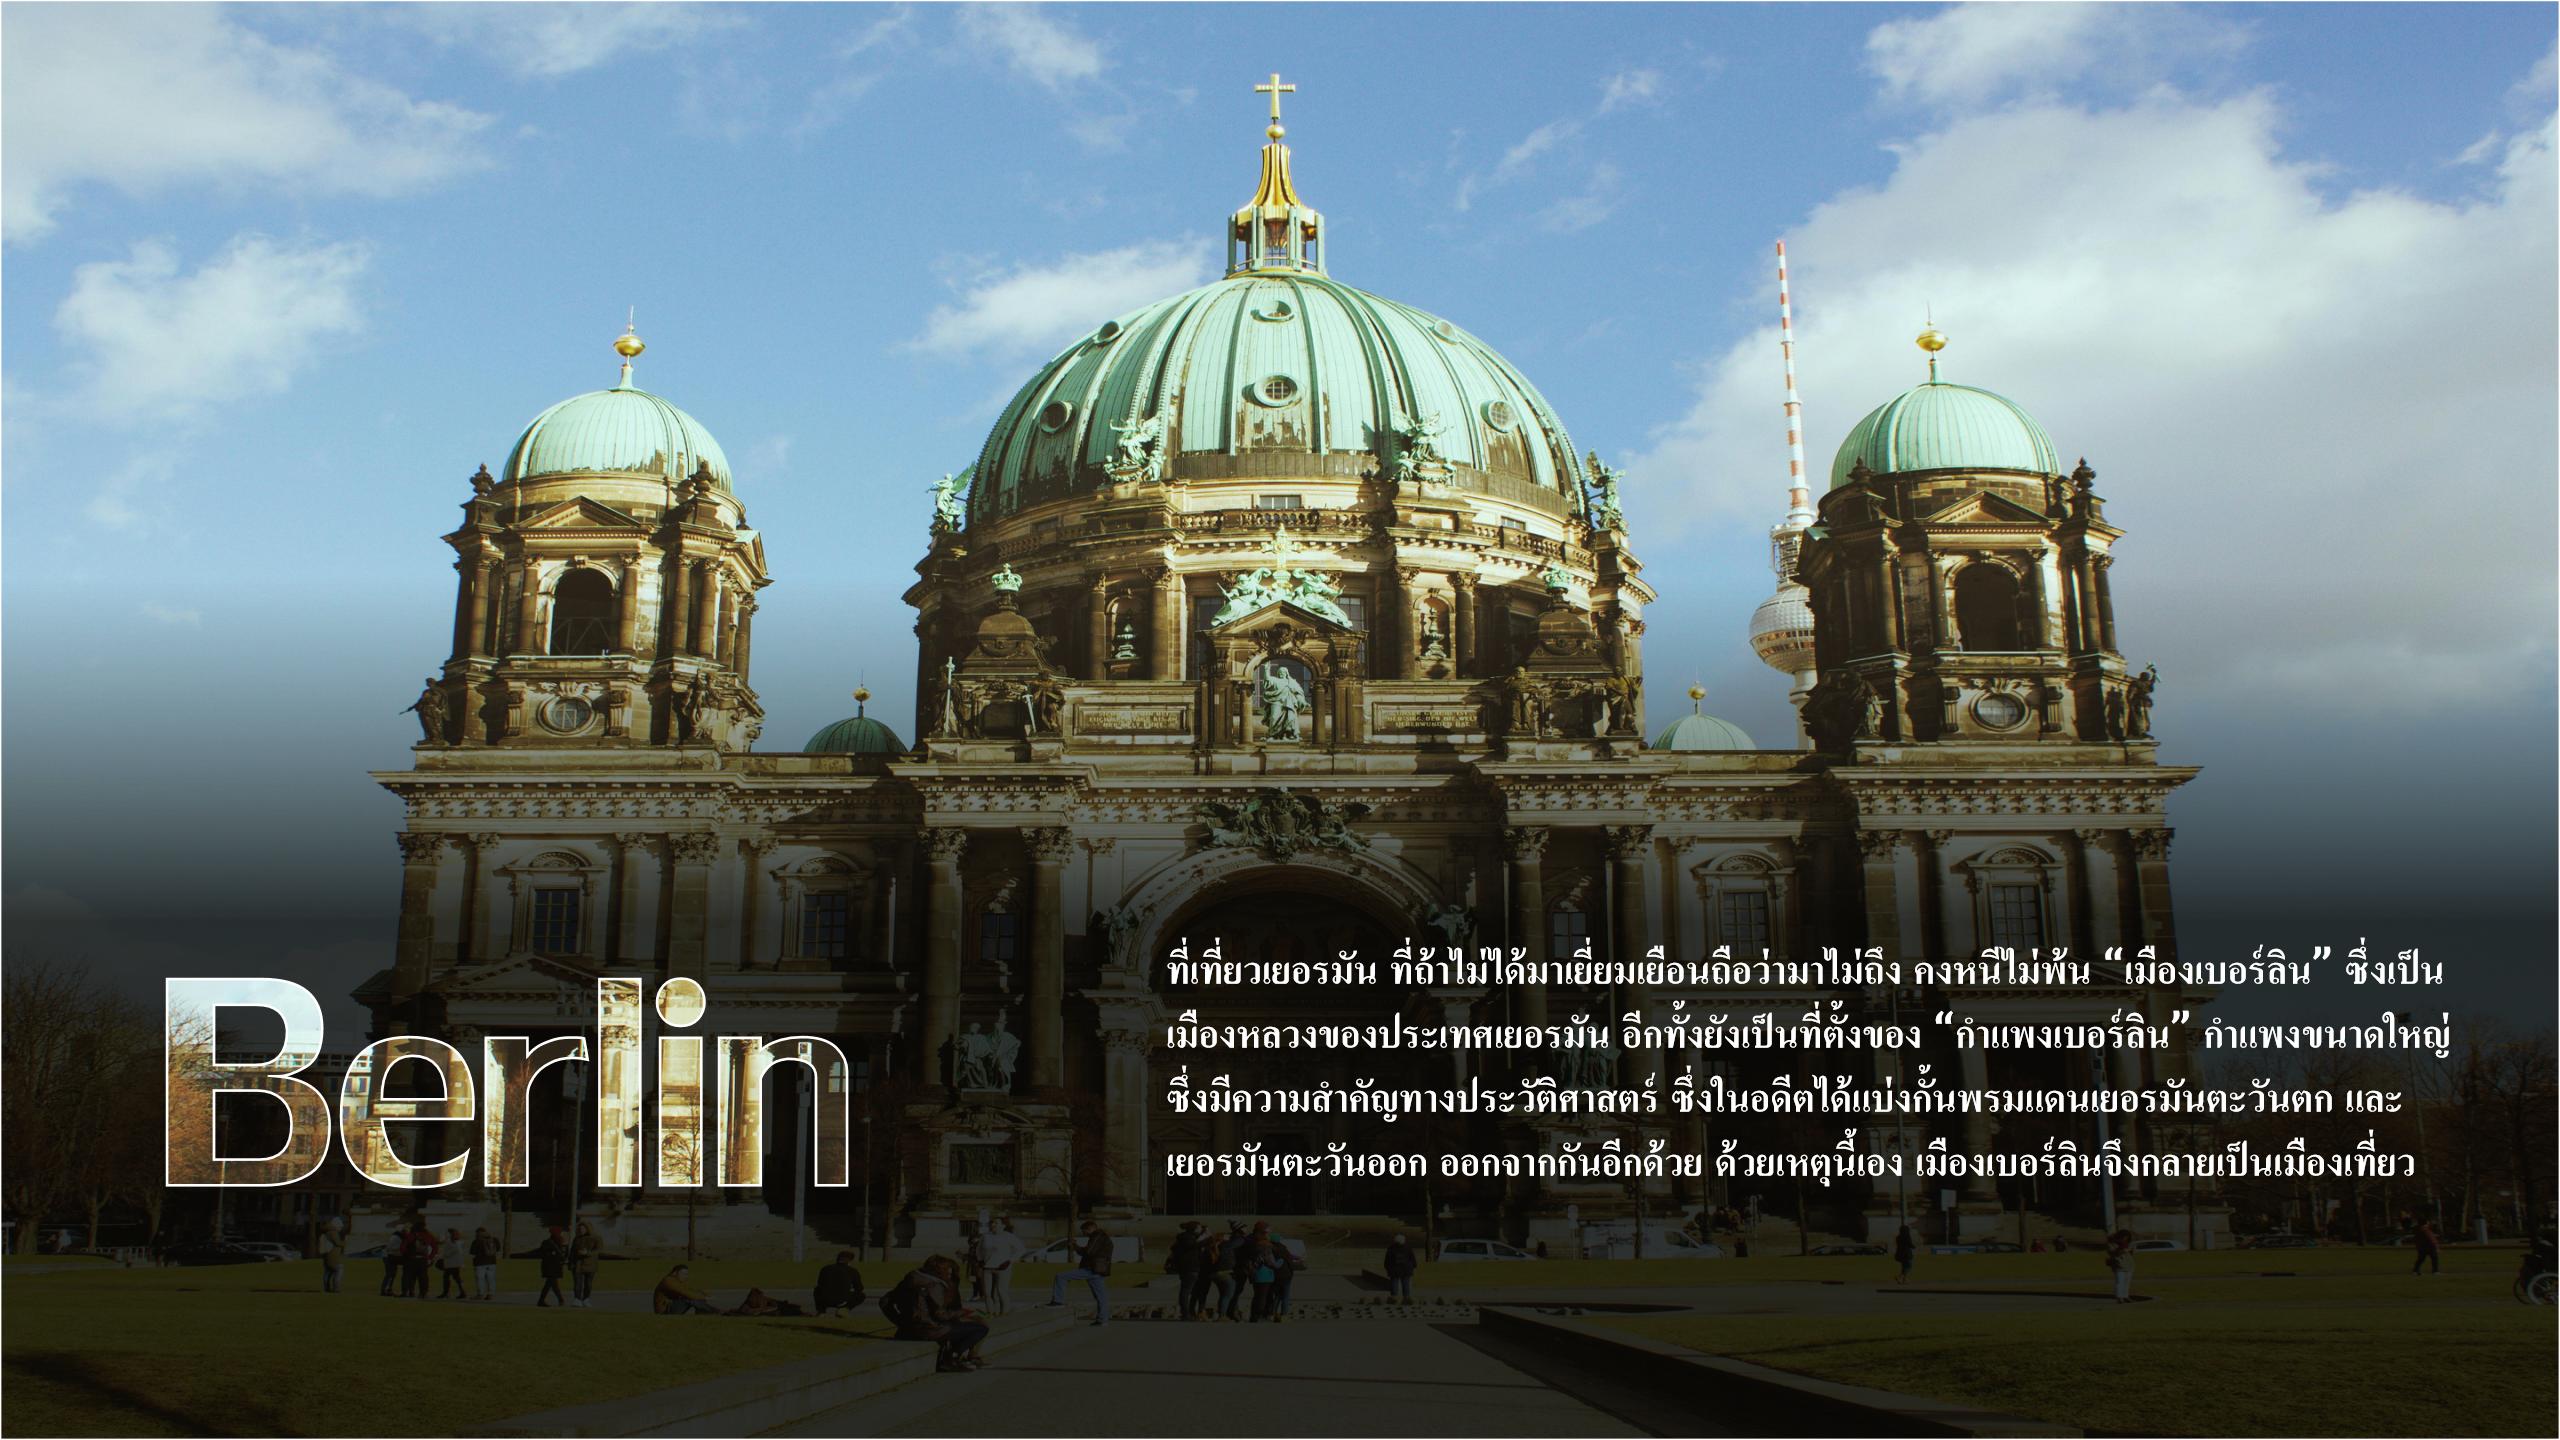 Berlin
ที่เที่ยวเยอรมัน ที่ถ้าไม่ได้มาเยี่ยมเยือนถือว่ามาไม่ถึง คงหนีไม่พ้น “เมืองเบอร์ลิน” ซึ่งเป็น
เมืองหลวงของประเทศเยอรมัน อีกทั้งยังเป็นที่ตั้งของ “กำแพงเบอร์ลิน” กำแพงขนาดใหญ่
ซึ่งมีความสำคัญทางประวัติศาสตร์ ซึ่งในอดีตได้แบ่งกั้นพรมแดนเยอรมันตะวันตก และ
เยอรมันตะวันออก ออกจากกันอีกด้วย ด้วยเหตุนี้เอง เมืองเบอร์ลินจึงกลายเป็นเมืองเที่ยว